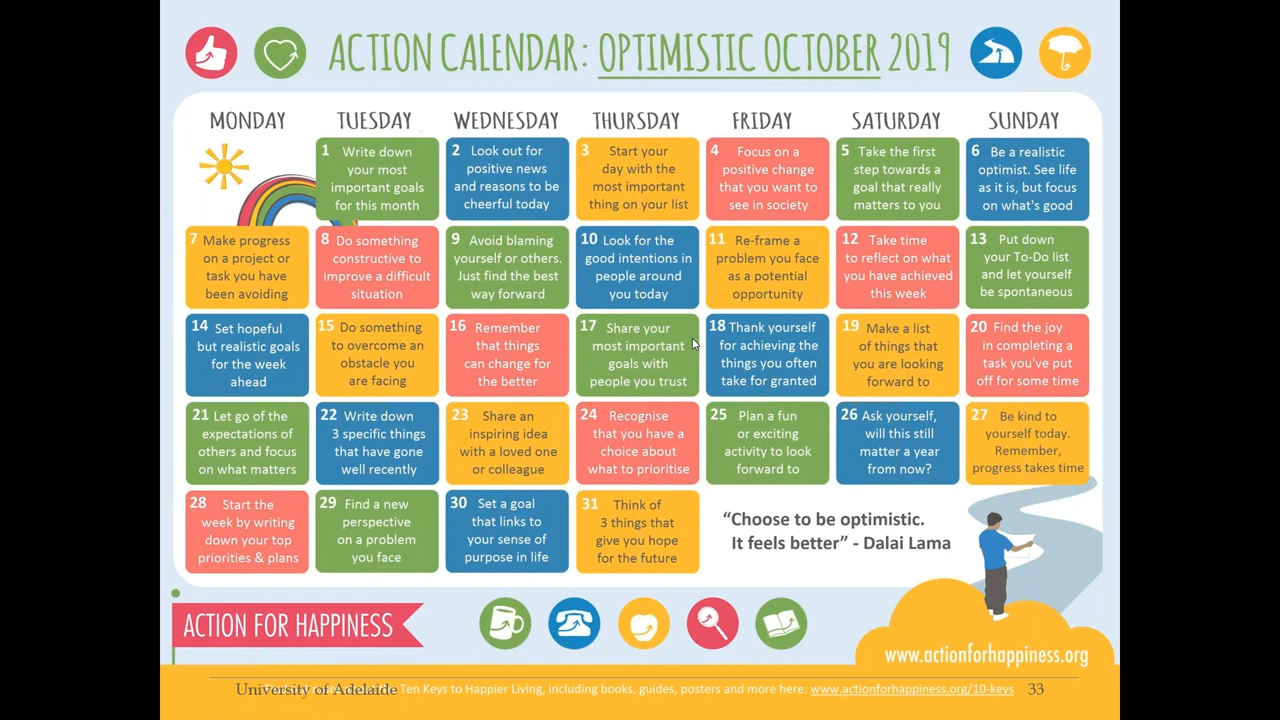 ACTION CALENDAR: OPTIMISTIC OCTOBER 2019
MONDAY TUESDAY WEDNESDAY THURSDAY FRIDAY SATURDAY SUNDAY
1 Write down
your most
important goals
for this month
2 Look out for
positive news
and reasons to be
cheerful today
3 Start your
day with the
most important
thing on your list
4 Focus on a
positive change
that you want to
see in society
5 Take the first
step towards a
goal that really
matters to you
6 Be a realistic
optimist. See life
as it is, but focus
on what's good
7 Make progress
on a project or
task you have
been avoiding
8 Do something
constructive to
improve a difficult
situation
9 Avoid blaming
yourself or others.
Just find the best
way forward
10 Look for the
good intentions in
people around
you today
11 Re-frame a
problem you face
as a potential
opportunity
12 Take time
to reflect on what
you have achieved
this week
13 Put down
your To-Do list
and let yourself
be spontaneous
14 Set hopeful
but realistic goals
for the week
ahead
15 Do something
to overcome an
obstacle you
are facing
16 Remember
that things
can change for
the better
17 Share your
most important
goals with
people you trust
18 Thank yourself
for achieving the
things you often
take for granted
19 Make a list
of things that
you are looking
forward to
20 Find the joy
in completing a
task you've put
off for some time
21 Let go of the
expectations of
others and focus
on what matters
22 Write down
3 specific things
that have gone
well recently
23 Share an
inspiring idea
with a loved one
or colleague
24 Recognise
that you have a
choice about
what to prioritise
25 Plan a fun
or exciting
activity to look
forward to
26 Ask yourself,
will this still
matter a year
from now?
27 Be kind to
yourself today.
Remember,
progress takes time
28 Start the
week by writing
down your top
priorities & plans
29 Find a new
perspective
on a problem
you face
30 Set a goal
that links to
your sense of
purpose in life
31 Think of
3 things that
give you hope
for the future
“Choose to be optimistic.
It feels better” - Dalai Lama
ACTION FOR HAPPINESS
www.actionforhappiness.org
University of Adelaide Ten Keys to Happier Living, including books, guides, posters and more here: www.actionforhappiness.org/10-keys 33